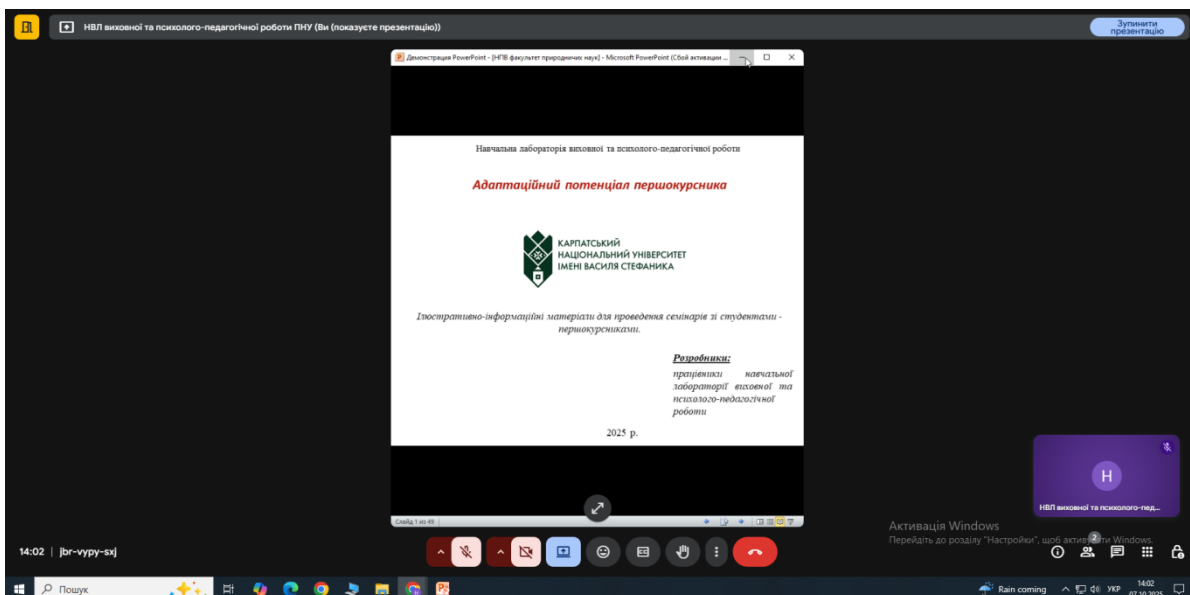 НВЛ виховної та психолого-педагогічної роботи ПНУ (Ви (показуєте презентацію))
Зупинити
презентацію
Демонстрация PowerPoint - [НПВ факультет природничих наук] - Microsoft PowerPoint (Сбой активации ...
Навчальна лабораторія виховної та психолого-педагогічної роботи
Адаптаційний потенціал першокурсника
КАРПАТСЬКИЙ
НАЦІОНАЛЬНИЙ УНІВЕРСИТЕТ
ІМЕНІ ВАСИЛЯ СТЕФАНИКА
Ілюстративно-інформаційні матеріали для проведення семінарів зі студентами -
першокурсниками.
Розробники:
працівники навчальної
лабораторії виховної та
психолого-педагогічної
роботи
2025 р.
Слайд 1 из 49
Н
НВЛ виховної та психолого-пед...
Активація Windows
Перейдіть до розділу "Настройки", щоб активувати Windows.
2
14:02 | jbr-vypy-sxj
Пошук
Rain coming
УКР
14:02
07.10.2025